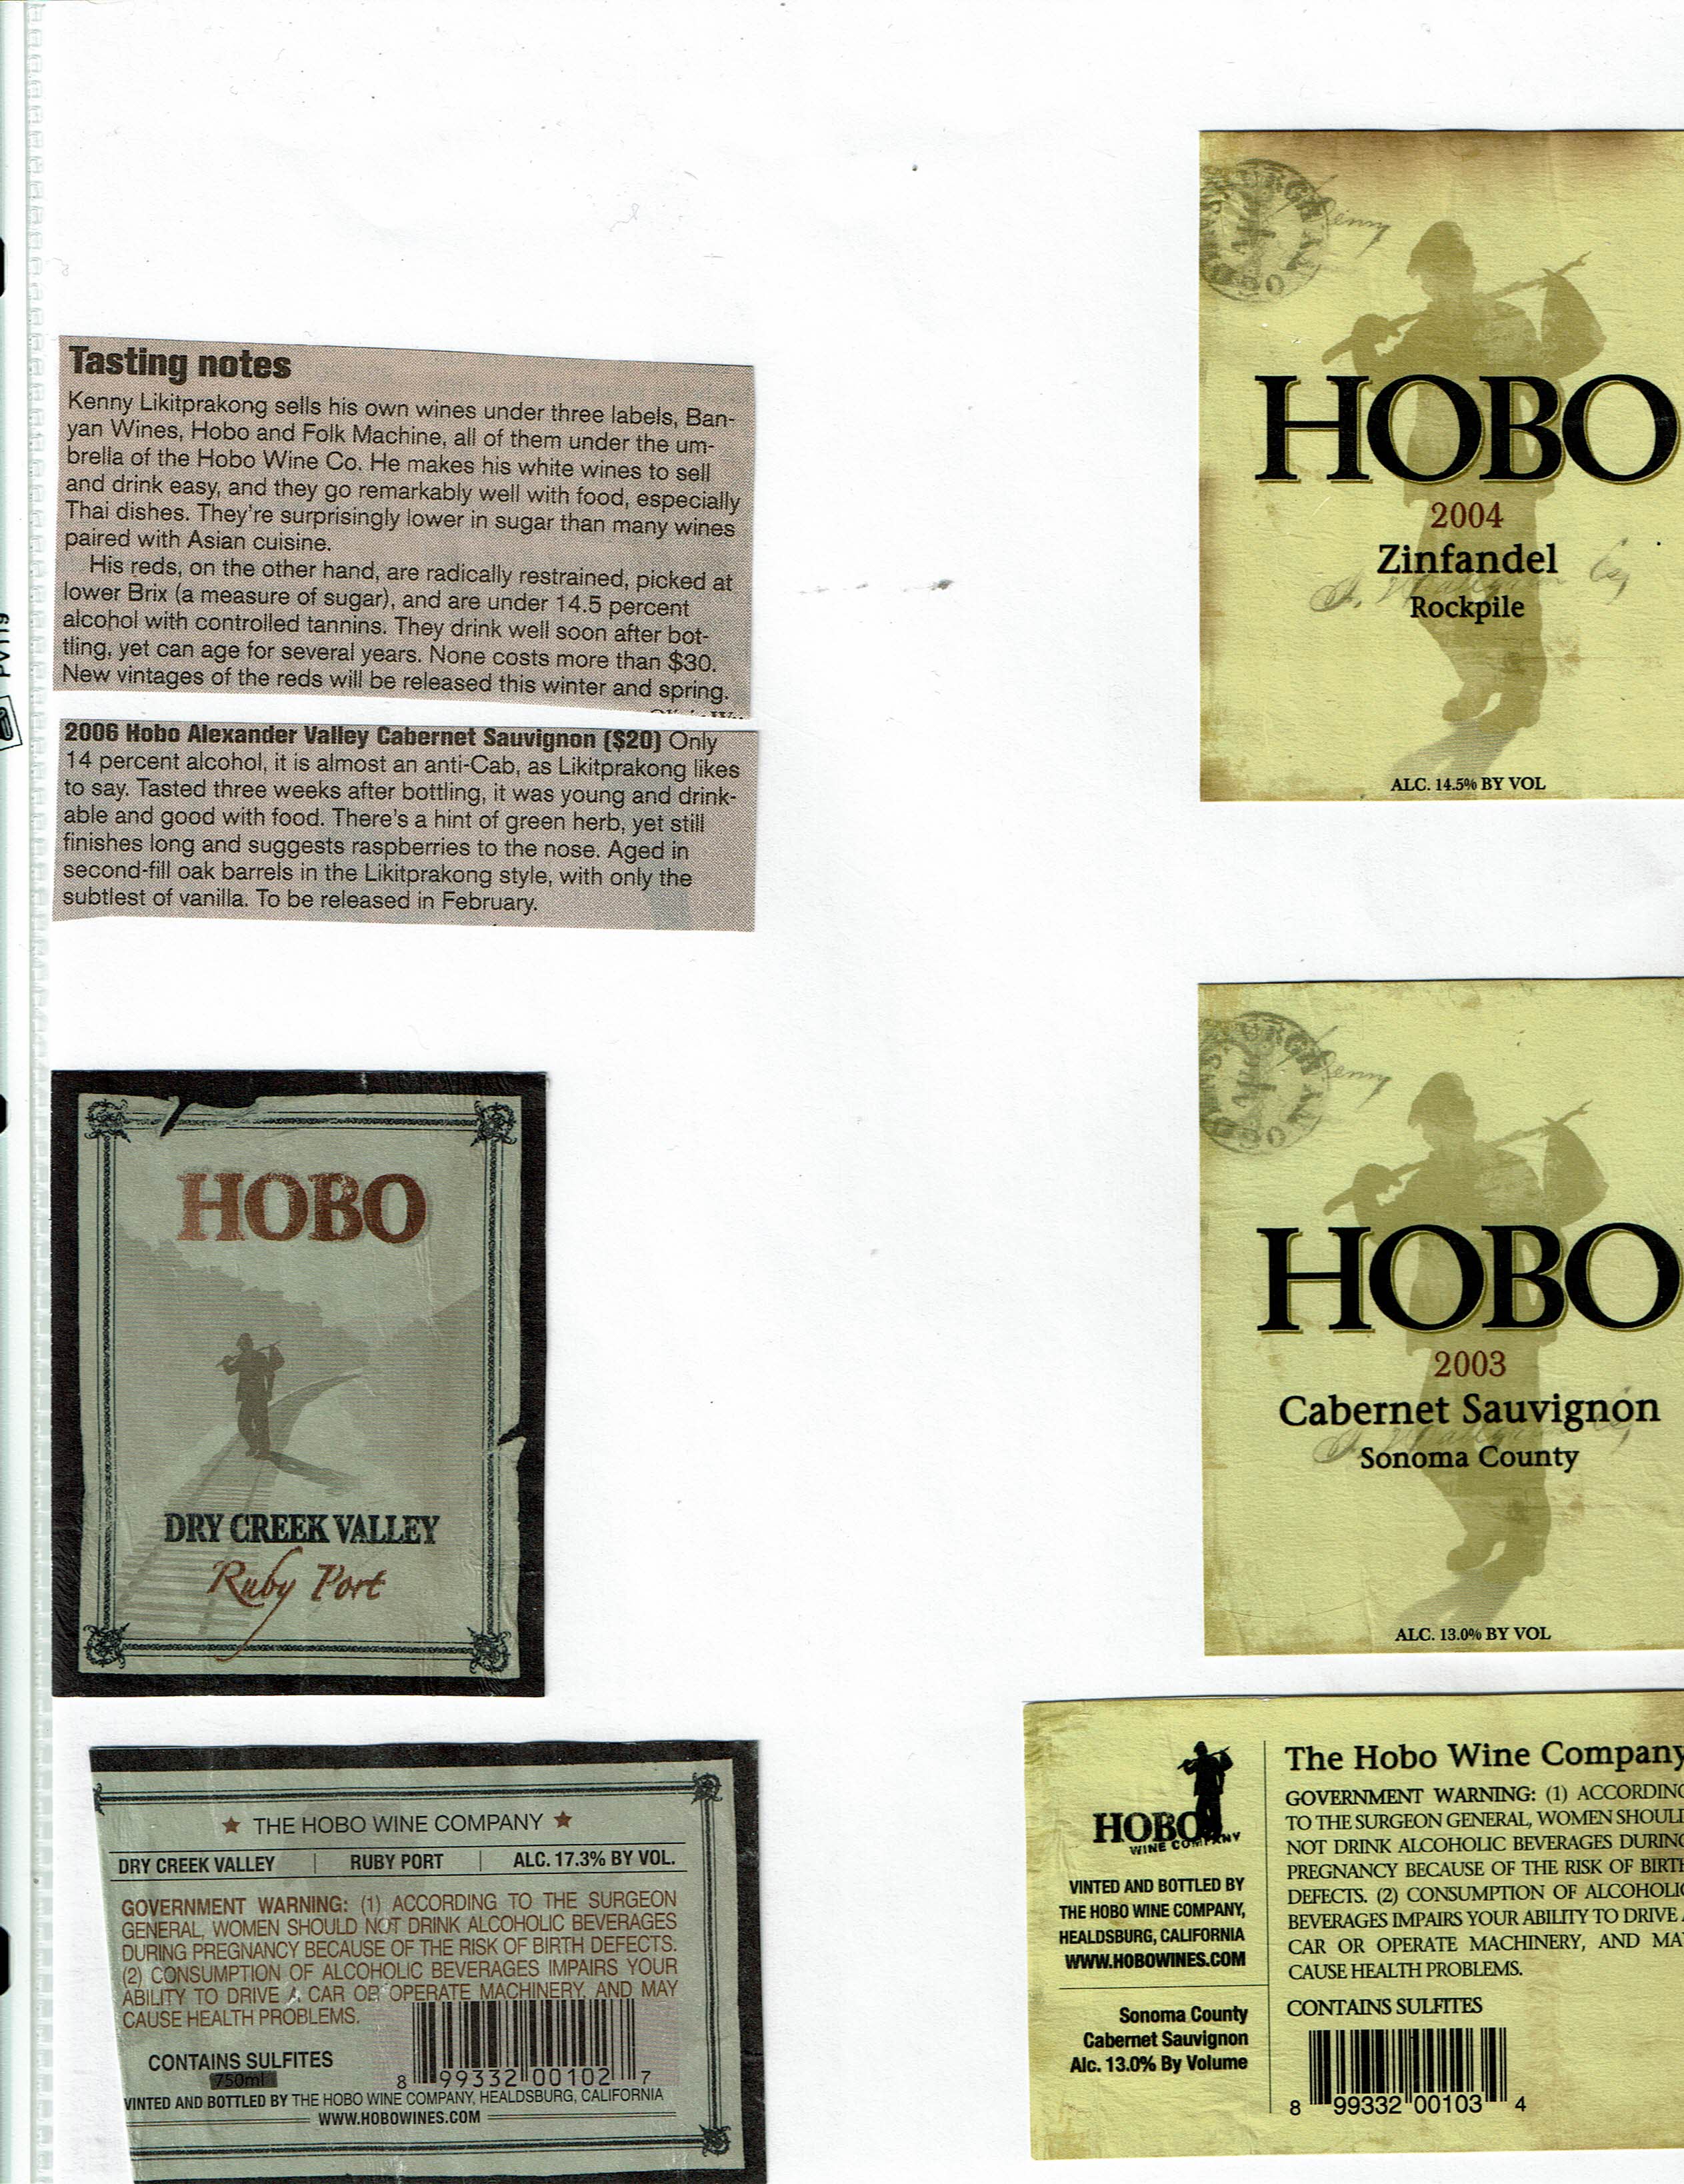 Tasting notes
Kenny Likitprakong sells his own wines under three labels, Ban-
yan Wines, Hobo and Folk Machine, all of them under the um-
brella of the Hobo Wine Co. He makes his white wines to sell
and drink easy, and they go remarkably well with food, especially
Thai dishes. They're surprisingly lower in sugar than many wines
paired with Asian cuisine.
His reds, on the other hand, are radically restrained, picked at
lower Brix (a measure of sugar), and are under 14.5 percent
alcohol with controlled tannins. They drink well soon after bot-
tling, yet can age for several years. None costs more than $30.
New vintages of the reds will be released this winter and spring.
2006 Hobo Alexander Valley Cabernet Sauvignon ($20) Only
14 percent alcohol, it is almost an anti-Cab, as Likitprakong likes
to say. Tasted three weeks after bottling, it was young and drink-
able and good with food. There's a hint of green herb, yet still
finishes long and suggests raspberries to the nose. Aged in
second-fill oak barrels in the Likitprakong style, with only the
subtlest of vanilla. To be released in February.
HOBO
DRY CREEK VALLEY
Ruby Port
THE HOBO WINE COMPANY
DRY CREEK VALLEY | RUBY PORT | ALC. 17.3% BY VOL.
GOVERNMENT WARNING: (1) ACCORDING TO THE SURGEON
GENERAL, WOMEN SHOULD NOT DRINK ALCOHOLIC BEVERAGES
DURING PREGNANCY BECAUSE OF THE RISK OF BIRTH DEFECTS.
(2) CONSUMPTION OF ALCOHOLIC BEVERAGES IMPAIRS YOUR
ABILITY TO DRIVE A CAR OR OPERATE MACHINERY, AND MAY
CAUSE HEALTH PROBLEMS.
CONTAINS SULFITES
750ml
8 99332 00102 7
VINTED AND BOTTLED BY THE HOBO WINE COMPANY, HEALDSBURG, CALIFORNIA
WWW.HOBOWINES.COM
Kenny
HOBO
2004
Zinfandel
Rockpile
ALC. 14.5% BY VOL
Kenny
HOBO
2003
Cabernet Sauvignon
Sonoma County
ALC. 13.0% BY VOL
HOBO
WINE COMPANY
VINTED AND BOTTLED BY
THE HOBO WINE COMPANY,
HEALDSBURG, CALIFORNIA
WWW.HOBOWINES.COM
Sonoma County
Cabernet Sauvignon
Alc. 13.0% By Volume
The Hobo Wine Company
GOVERNMENT WARNING: (1) ACCORDING
TO THE SURGEON GENERAL, WOMEN SHOULD
NOT DRINK ALCOHOLIC BEVERAGES DURING
PREGNANCY BECAUSE OF THE RISK OF BIRTH
DEFECTS. (2) CONSUMPTION OF ALCOHOLIC
BEVERAGES IMPAIRS YOUR ABILITY TO DRIVE A
CAR OR OPERATE MACHINERY, AND MAY
CAUSE HEALTH PROBLEMS.
CONTAINS SULFITES
8 99332 00103 4
PV119